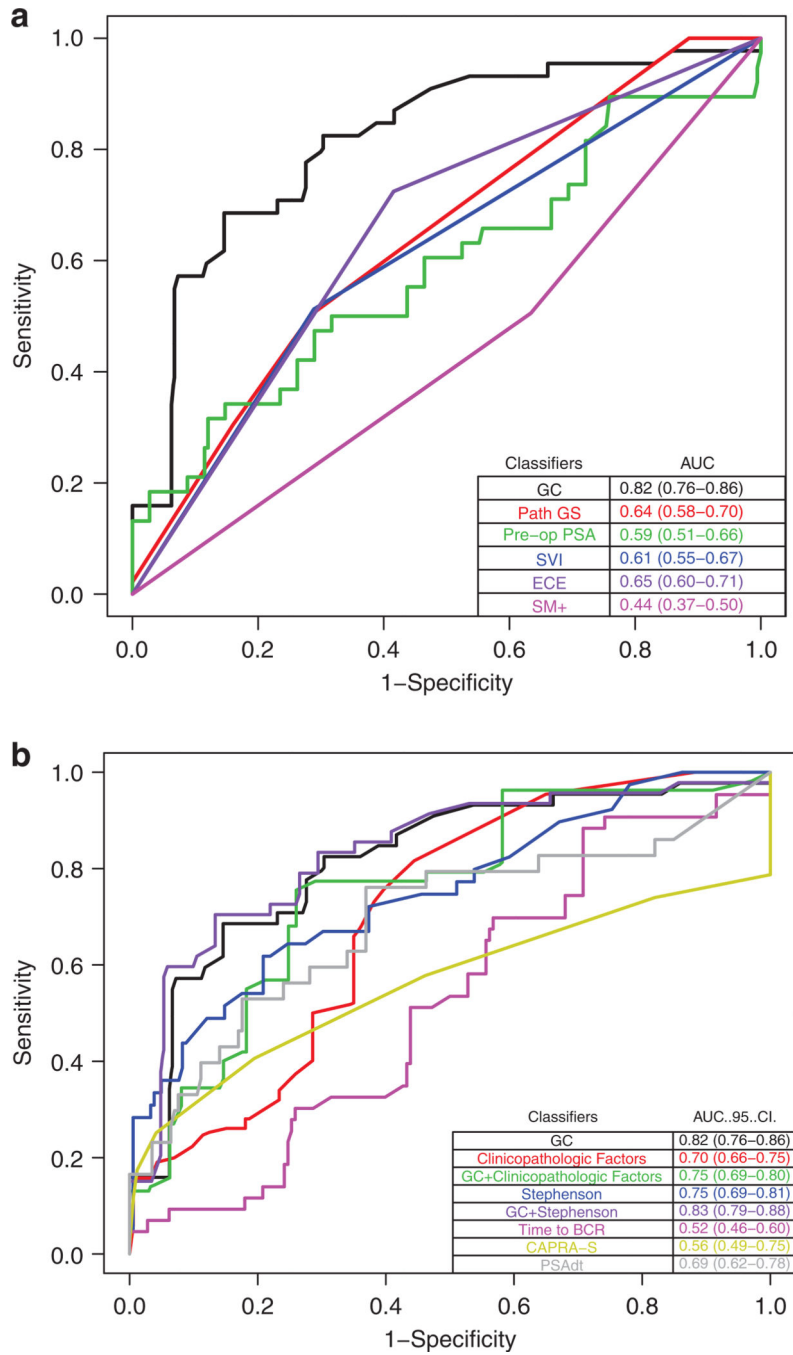 a
1.0
0.8
0.6
0.4
0.2
0.0
Sensitivity
Classifiers AUC
GC 0.82 (0.76–0.86)
Path GS 0.64 (0.58–0.70)
Pre-op PSA 0.59 (0.51–0.66)
SVI 0.61 (0.55–0.67)
ECE 0.65 (0.60–0.71)
SM+ 0.44 (0.37–0.50)
0.0 0.2 0.4 0.6 0.8 1.0
1–Specificity
b
1.0
0.8
0.6
0.4
0.2
0.0
Sensitivity
Classifiers AUC..95..CI.
GC 0.82 (0.76–0.86)
Clinicopathologic Factors 0.70 (0.66–0.75)
GC+Clinicopathologic Factors 0.75 (0.69–0.80)
Stephenson 0.75 (0.69–0.81)
GC+Stephenson 0.83 (0.79–0.88)
Time to BCR 0.52 (0.46–0.60)
CAPRA–S 0.56 (0.49–0.75)
PSAdt 0.69 (0.62–0.78)
0.0 0.2 0.4 0.6 0.8 1.0
1–Specificity